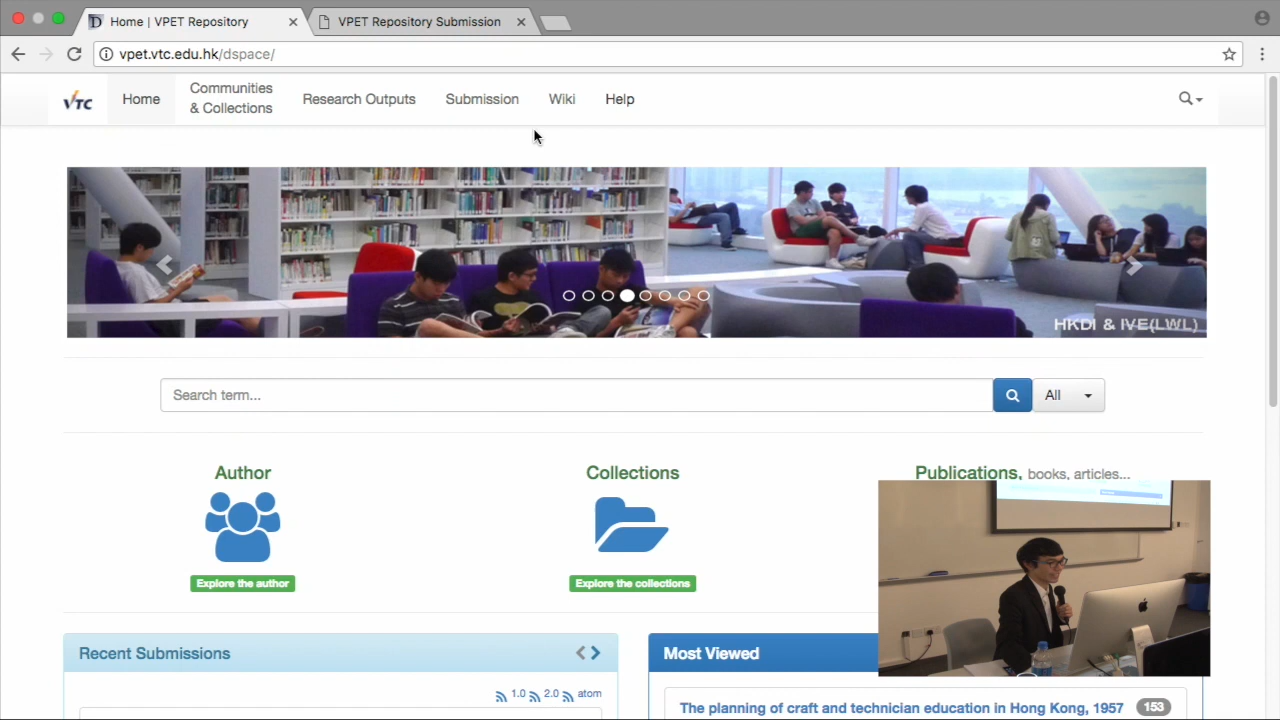 Home | VPET Repository
VPET Repository Submission
vpet.vtc.edu.hk/dspace/
VTC
Home
Communities
& Collections
Research Outputs
Submission
Wiki
Help
HKDI & IVE(LWL)
Search term...
All
Author
Collections
Publications, books, articles...
Explore the author
Explore the collections
Recent Submissions
Most Viewed
1.0 2.0 atom
The planning of craft and technician education in Hong Kong, 1957 153